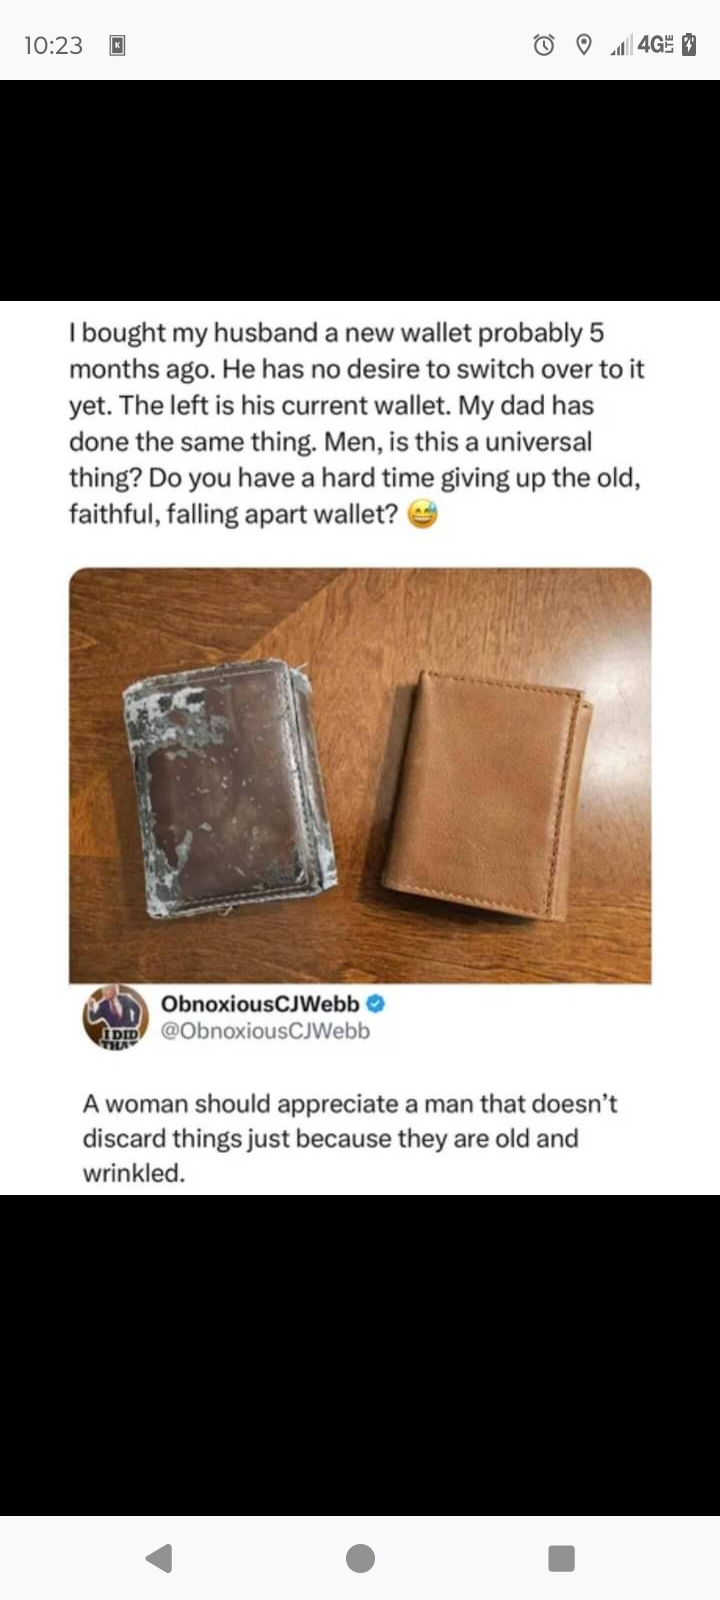 10:23
4G LTE
I bought my husband a new wallet probably 5
months ago. He has no desire to switch over to it
yet. The left is his current wallet. My dad has
done the same thing. Men, is this a universal
thing? Do you have a hard time giving up the old,
faithful, falling apart wallet? 😅
I DID
THAT
ObnoxiousCJWebb
@ObnoxiousCJWebb
A woman should appreciate a man that doesn't
discard things just because they are old and
wrinkled.